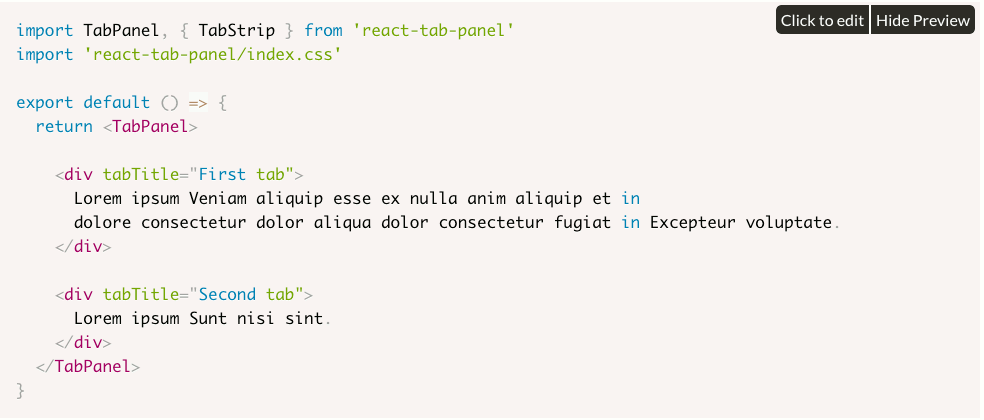 import TabPanel, { TabStrip } from 'react-tab-panel'
Click to edit
Hide Preview
import 'react-tab-panel/index.css'
export default () => {
return <TabPanel>
<div tabTitle="First tab">
Lorem ipsum Veniam aliquip esse ex nulla anim aliquip et in
dolore consectetur dolor aliqua dolor consectetur fugiat in Excepteur voluptate.
</div>
<div tabTitle="Second tab">
Lorem ipsum Sunt nisi sint.
</div>
</TabPanel>
}